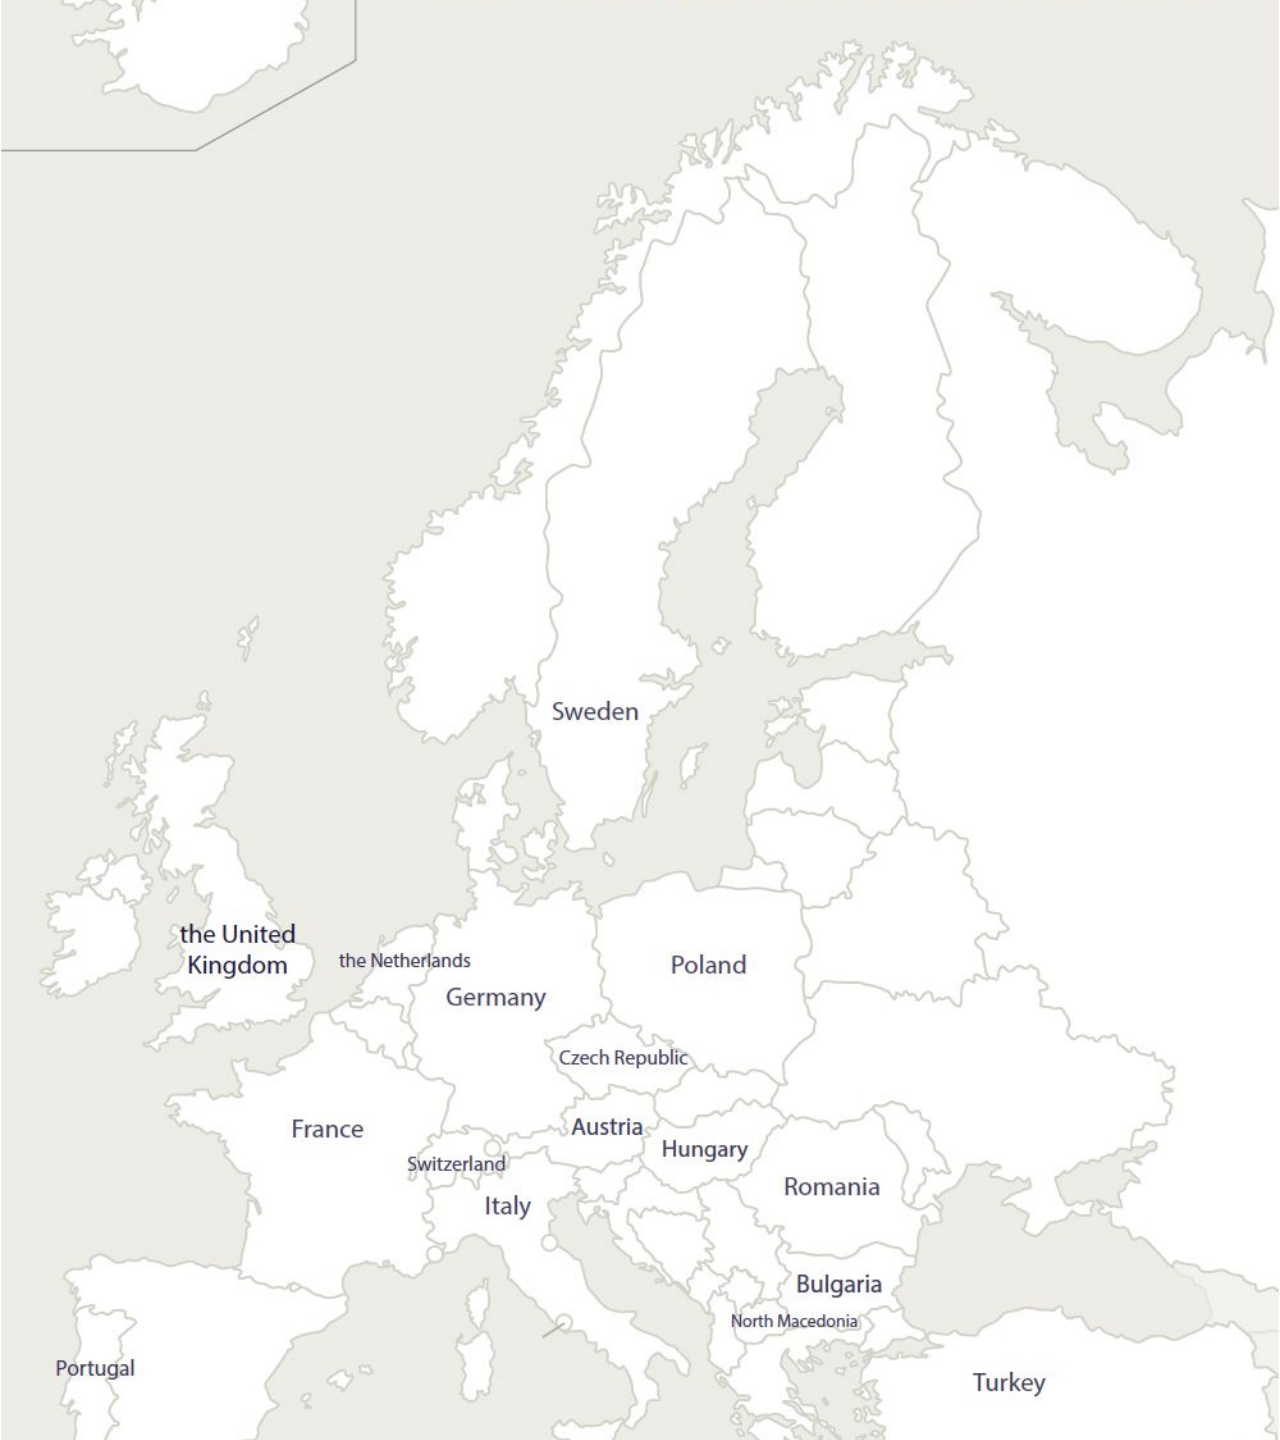 Sweden
the United
Kingdom
the Netherlands
Poland
Germany
Czech Republic
France
Austria
Hungary
Switzerland
Romania
Italy
Bulgaria
North Macedonia
Portugal
Turkey